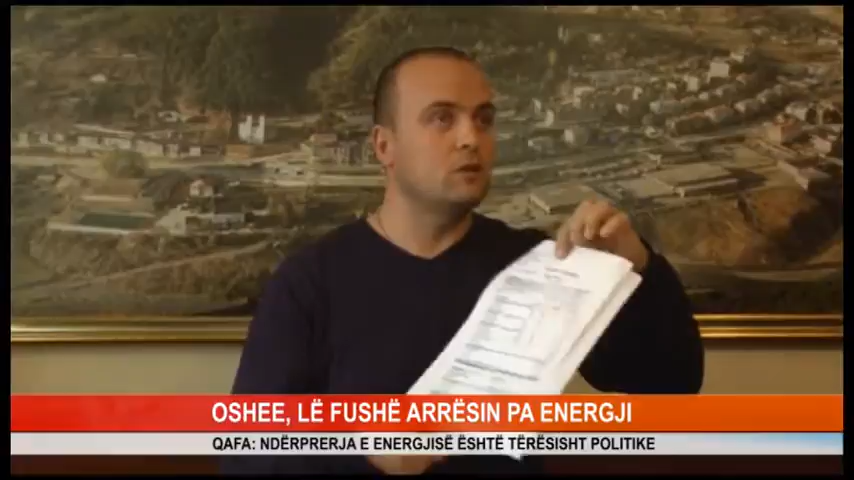 OSHEE, LË FUSHË ARRËSIN PA ENERGJI
QAFA: NDËRPRERJA E ENERGJISË ËSHTË TËRËSISHT POLITIKE